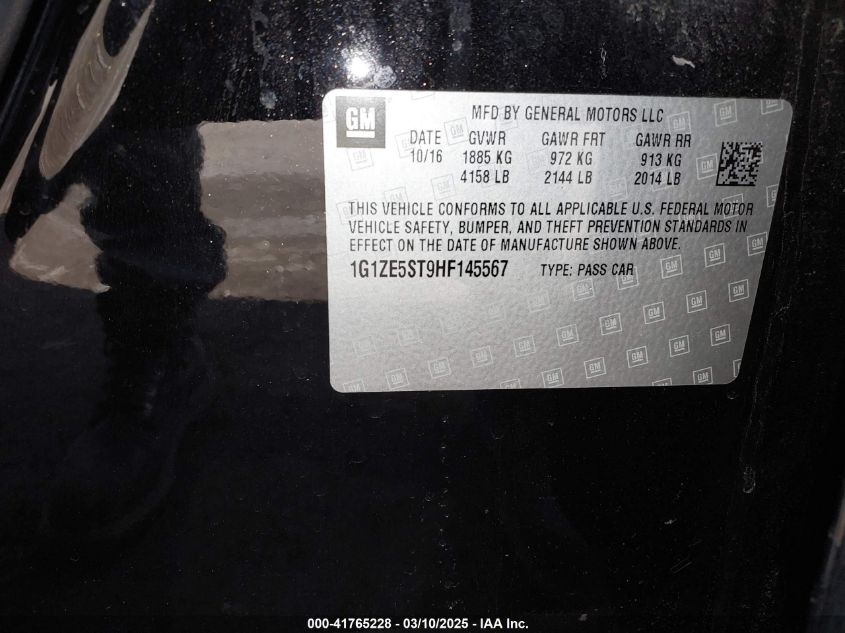 GM
MFD BY GENERAL MOTORS LLC
DATE GVWR GAWR FRT GAWR RR
10/16 1885 KG 972 KG 913 KG
4158 LB 2144 LB 2014 LB
THIS VEHICLE CONFORMS TO ALL APPLICABLE U.S. FEDERAL MOTOR
VEHICLE SAFETY, BUMPER, AND THEFT PREVENTION STANDARDS IN
EFFECT ON THE DATE OF MANUFACTURE SHOWN ABOVE.
1G1ZE5ST9HF145567 TYPE: PASS CAR
000-41765228 - 03/10/2025 - IAA Inc.